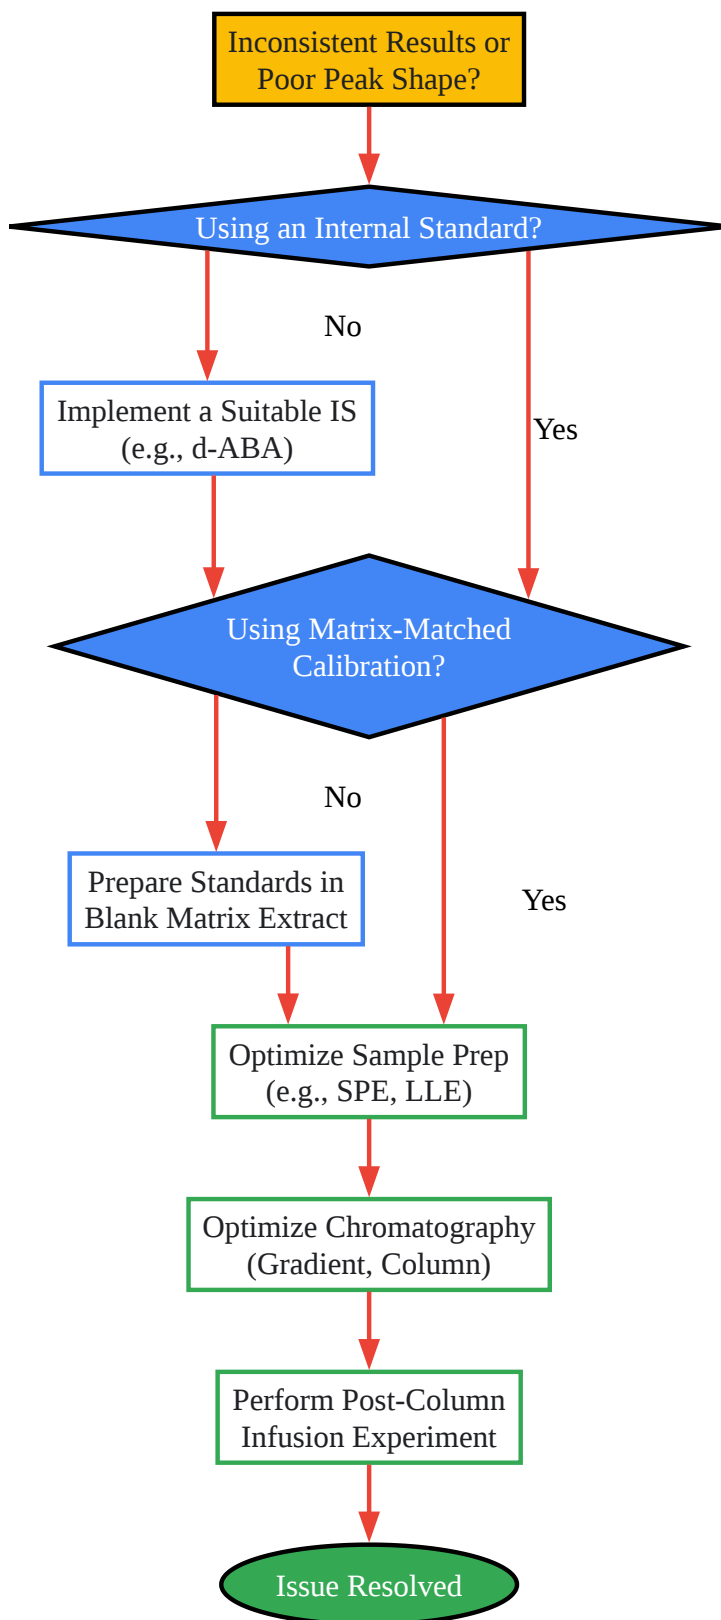 Inconsistent Results or
Poor Peak Shape?
Using an Internal Standard?
No
Implement a Suitable IS
(e.g., d-ABA)
Yes
Using Matrix-Matched
Calibration?
No
Prepare Standards in
Blank Matrix Extract
Yes
Optimize Sample Prep
(e.g., SPE, LLE)
Optimize Chromatography
(Gradient, Column)
Perform Post-Column
Infusion Experiment
Issue Resolved